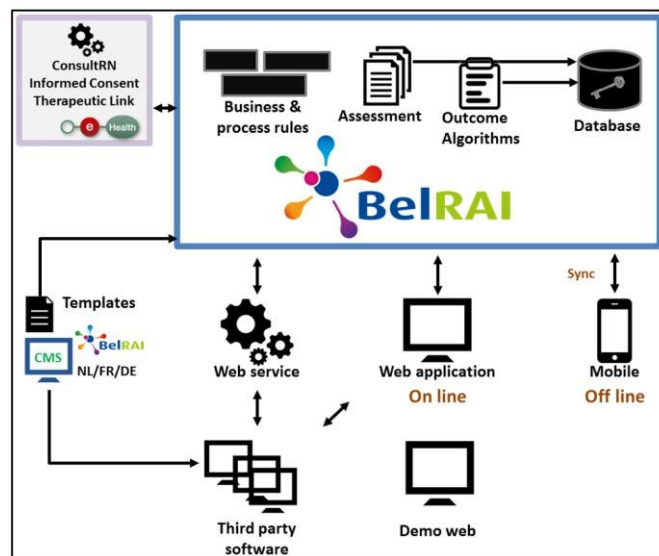 ConsultRN
Informed Consent
Therapeutic Link
e Health
Business &
process rules
Assessment
Outcome
Algorithms
Database
BelRAI
Templates
CMS
BelRAI
NL/FR/DE
Web service
Web application
On line
Sync
Mobile
Off line
Third party
software
Demo web